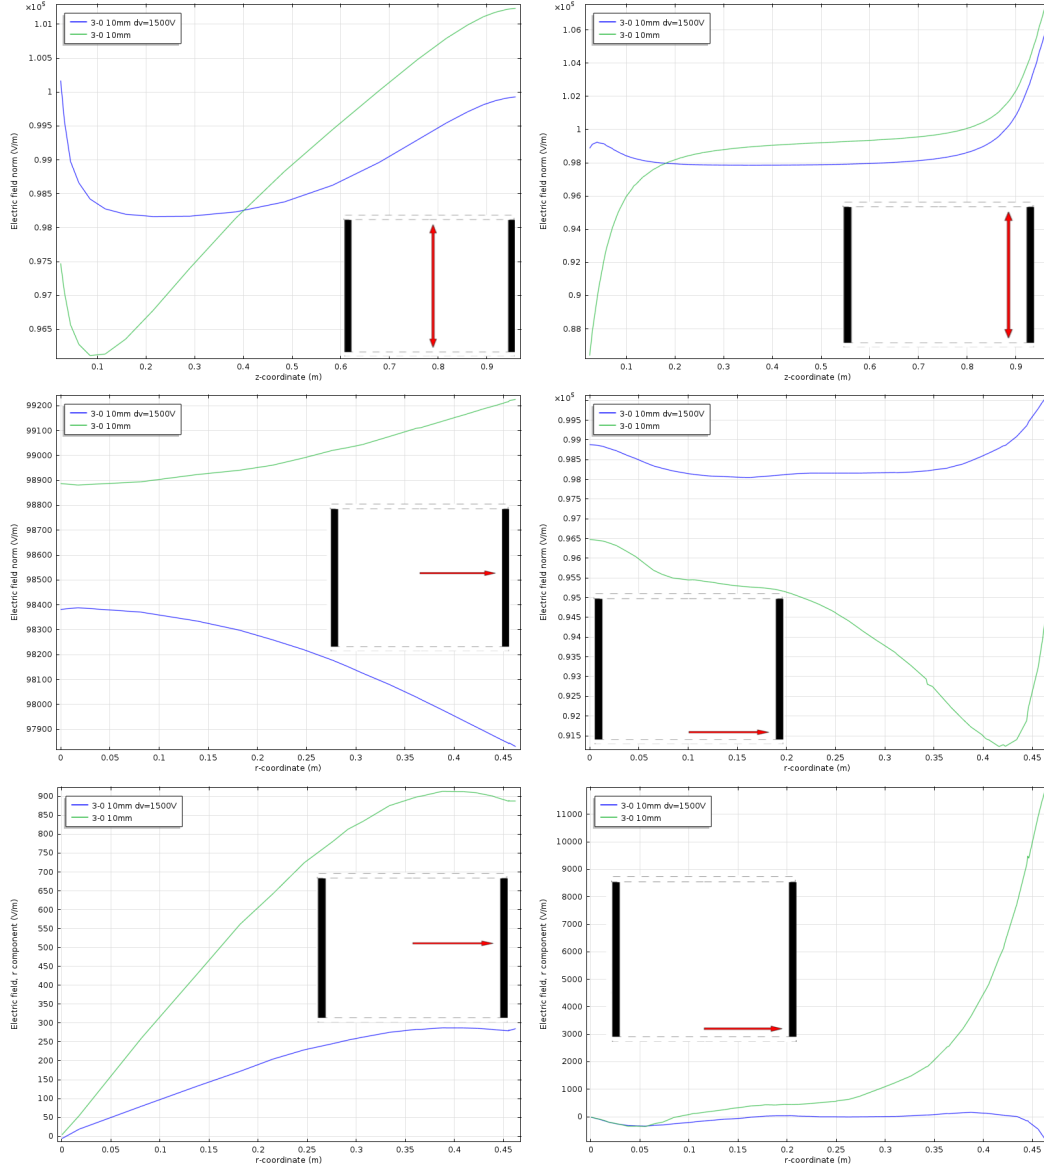 ×10⁵
3-0 10mm dv=1500V
3-0 10mm
Electric field norm (V/m)
1.01
1.005
1
0.995
0.99
0.985
0.98
0.975
0.97
0.965
0.1 0.2 0.3 0.4 0.5 0.6 0.7 0.8 0.9
z-coordinate (m)
×10⁵
3-0 10mm dv=1500V
3-0 10mm
Electric field norm (V/m)
1.06
1.04
1.02
1
0.98
0.96
0.94
0.92
0.9
0.88
0.1 0.2 0.3 0.4 0.5 0.6 0.7 0.8 0.9
z-coordinate (m)
3-0 10mm dv=1500V
3-0 10mm
Electric field norm (V/m)
99200
99100
99000
98900
98800
98700
98600
98500
98400
98300
98200
98100
98000
97900
0 0.05 0.1 0.15 0.2 0.25 0.3 0.35 0.4 0.45
r-coordinate (m)
×10⁵
3-0 10mm dv=1500V
3-0 10mm
Electric field norm (V/m)
0.995
0.99
0.985
0.98
0.975
0.97
0.965
0.96
0.955
0.95
0.945
0.94
0.935
0.93
0.925
0.92
0.915
0 0.05 0.1 0.15 0.2 0.25 0.3 0.35 0.4 0.45
r-coordinate (m)
3-0 10mm dv=1500V
3-0 10mm
Electric field, r component (V/m)
900
850
800
750
700
650
600
550
500
450
400
350
300
250
200
150
100
50
0
0 0.05 0.1 0.15 0.2 0.25 0.3 0.35 0.4 0.45
r-coordinate (m)
3-0 10mm dv=1500V
3-0 10mm
Electric field, r component (V/m)
11000
10000
9000
8000
7000
6000
5000
4000
3000
2000
1000
0
0 0.05 0.1 0.15 0.2 0.25 0.3 0.35 0.4 0.45
r-coordinate (m)